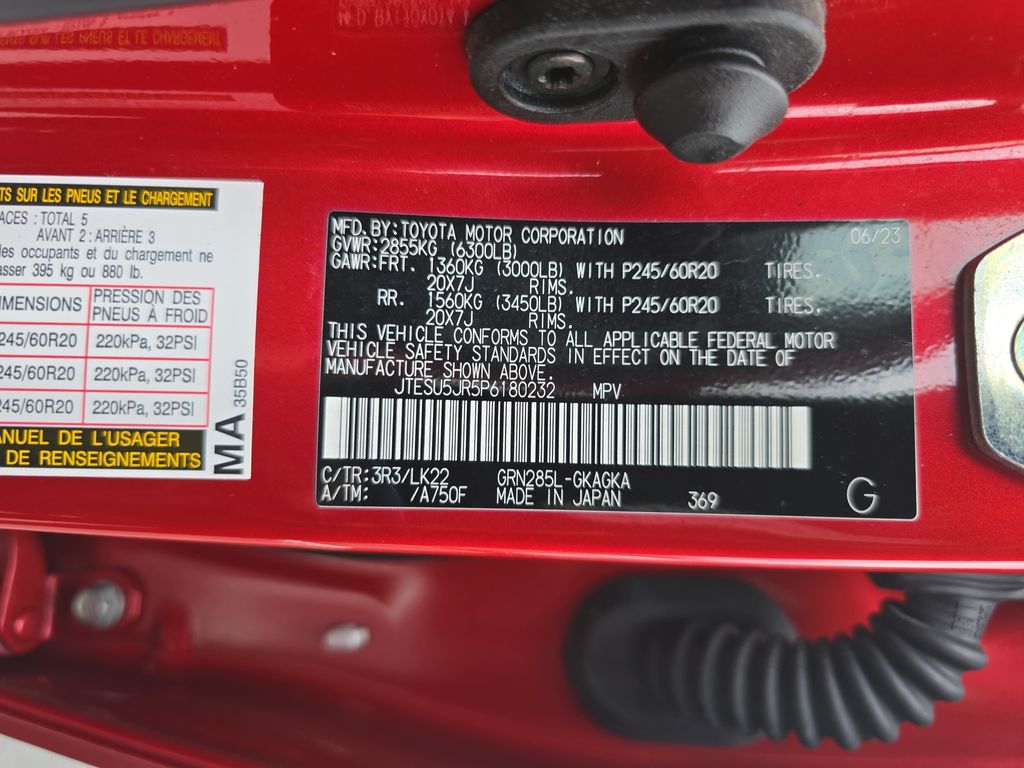 TS SUR LES PNEUS ET LE CHARGEMENT
ACES : TOTAL 5
AVANT 2 : ARRIÈRE 3
des occupants et du chargement ne
asser 395 kg ou 880 lb.
IMENSIONS PRESSION DES PNEUS À FROID
245/60R20 220kPa, 32PSI
245/60R20 220kPa, 32PSI
245/60R20 220kPa, 32PSI
ANUEL DE L'USAGER
DE RENSEIGNEMENTS
MA 35B50
MFD. BY: TOYOTA MOTOR CORPORATION 06/23
GVWR: 2855KG (6300LB)
GAWR: FRT. 1360KG (3000LB) WITH P245/60R20 TIRES.
20X7J RIMS.
RR. 1560KG (3450LB) WITH P245/60R20 TIRES.
20X7J RIMS.
THIS VEHICLE CONFORMS TO ALL APPLICABLE FEDERAL MOTOR
VEHICLE SAFETY STANDARDS IN EFFECT ON THE DATE OF
MANUFACTURE SHOWN ABOVE.
JTESU5JR5P6180232 MPV
C/TR: 3R3/LK22 GRN285L-GKAGKA
A/TM: /A750F MADE IN JAPAN 369 G